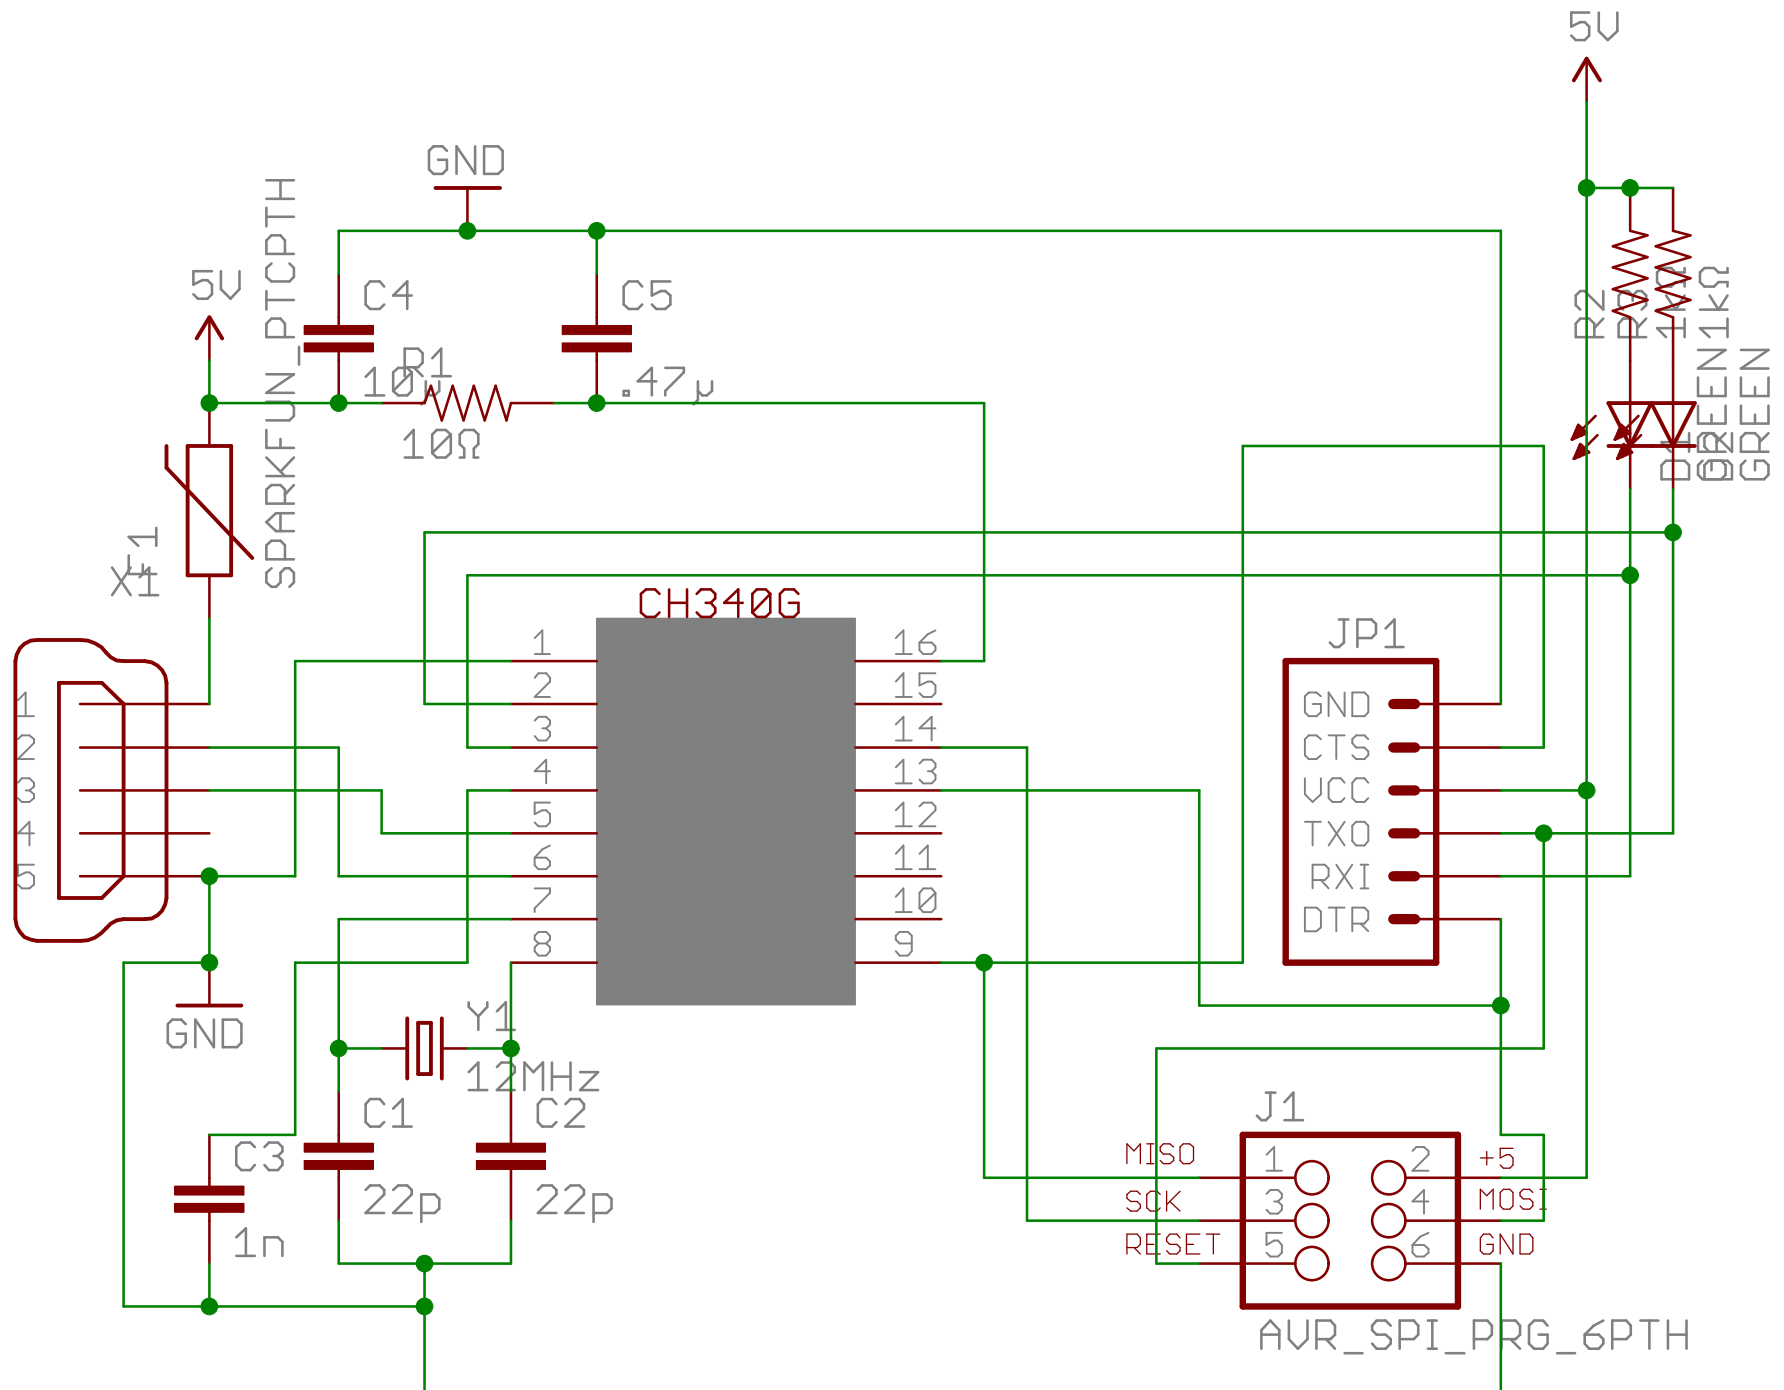 5V
GND
SPARKFUN_PTCPTH
5V
C4
C5
10µ
R1
.47µ
10Ω
R2
R3
1kΩ
1kΩ
D1
D2
GREEN
GREEN
F1
X1
CH340G
1
2
3
4
5
6
7
8
16
15
14
13
12
11
10
9
JP1
GND
CTS
VCC
TXO
RXI
DTR
1
2
3
4
5
GND
Y1
12MHz
C1
C2
C3
22p
22p
1n
J1
MISO
1
2
+5
SCK
3
4
MOSI
RESET
5
6
GND
AVR_SPI_PRG_6PTH